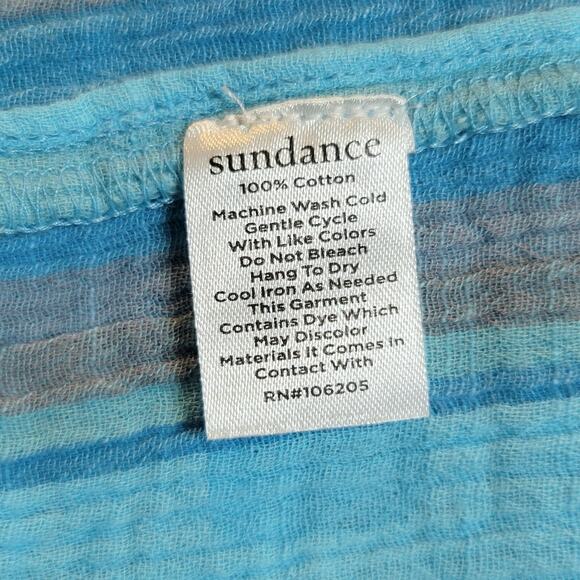 sundance
100% Cotton
Machine Wash Cold
Gentle Cycle
With Like Colors
Do Not Bleach
Hang To Dry
Cool Iron As Needed
This Garment
Contains Dye Which
May Discolor
Materials It Comes In
Contact With
RN#106205